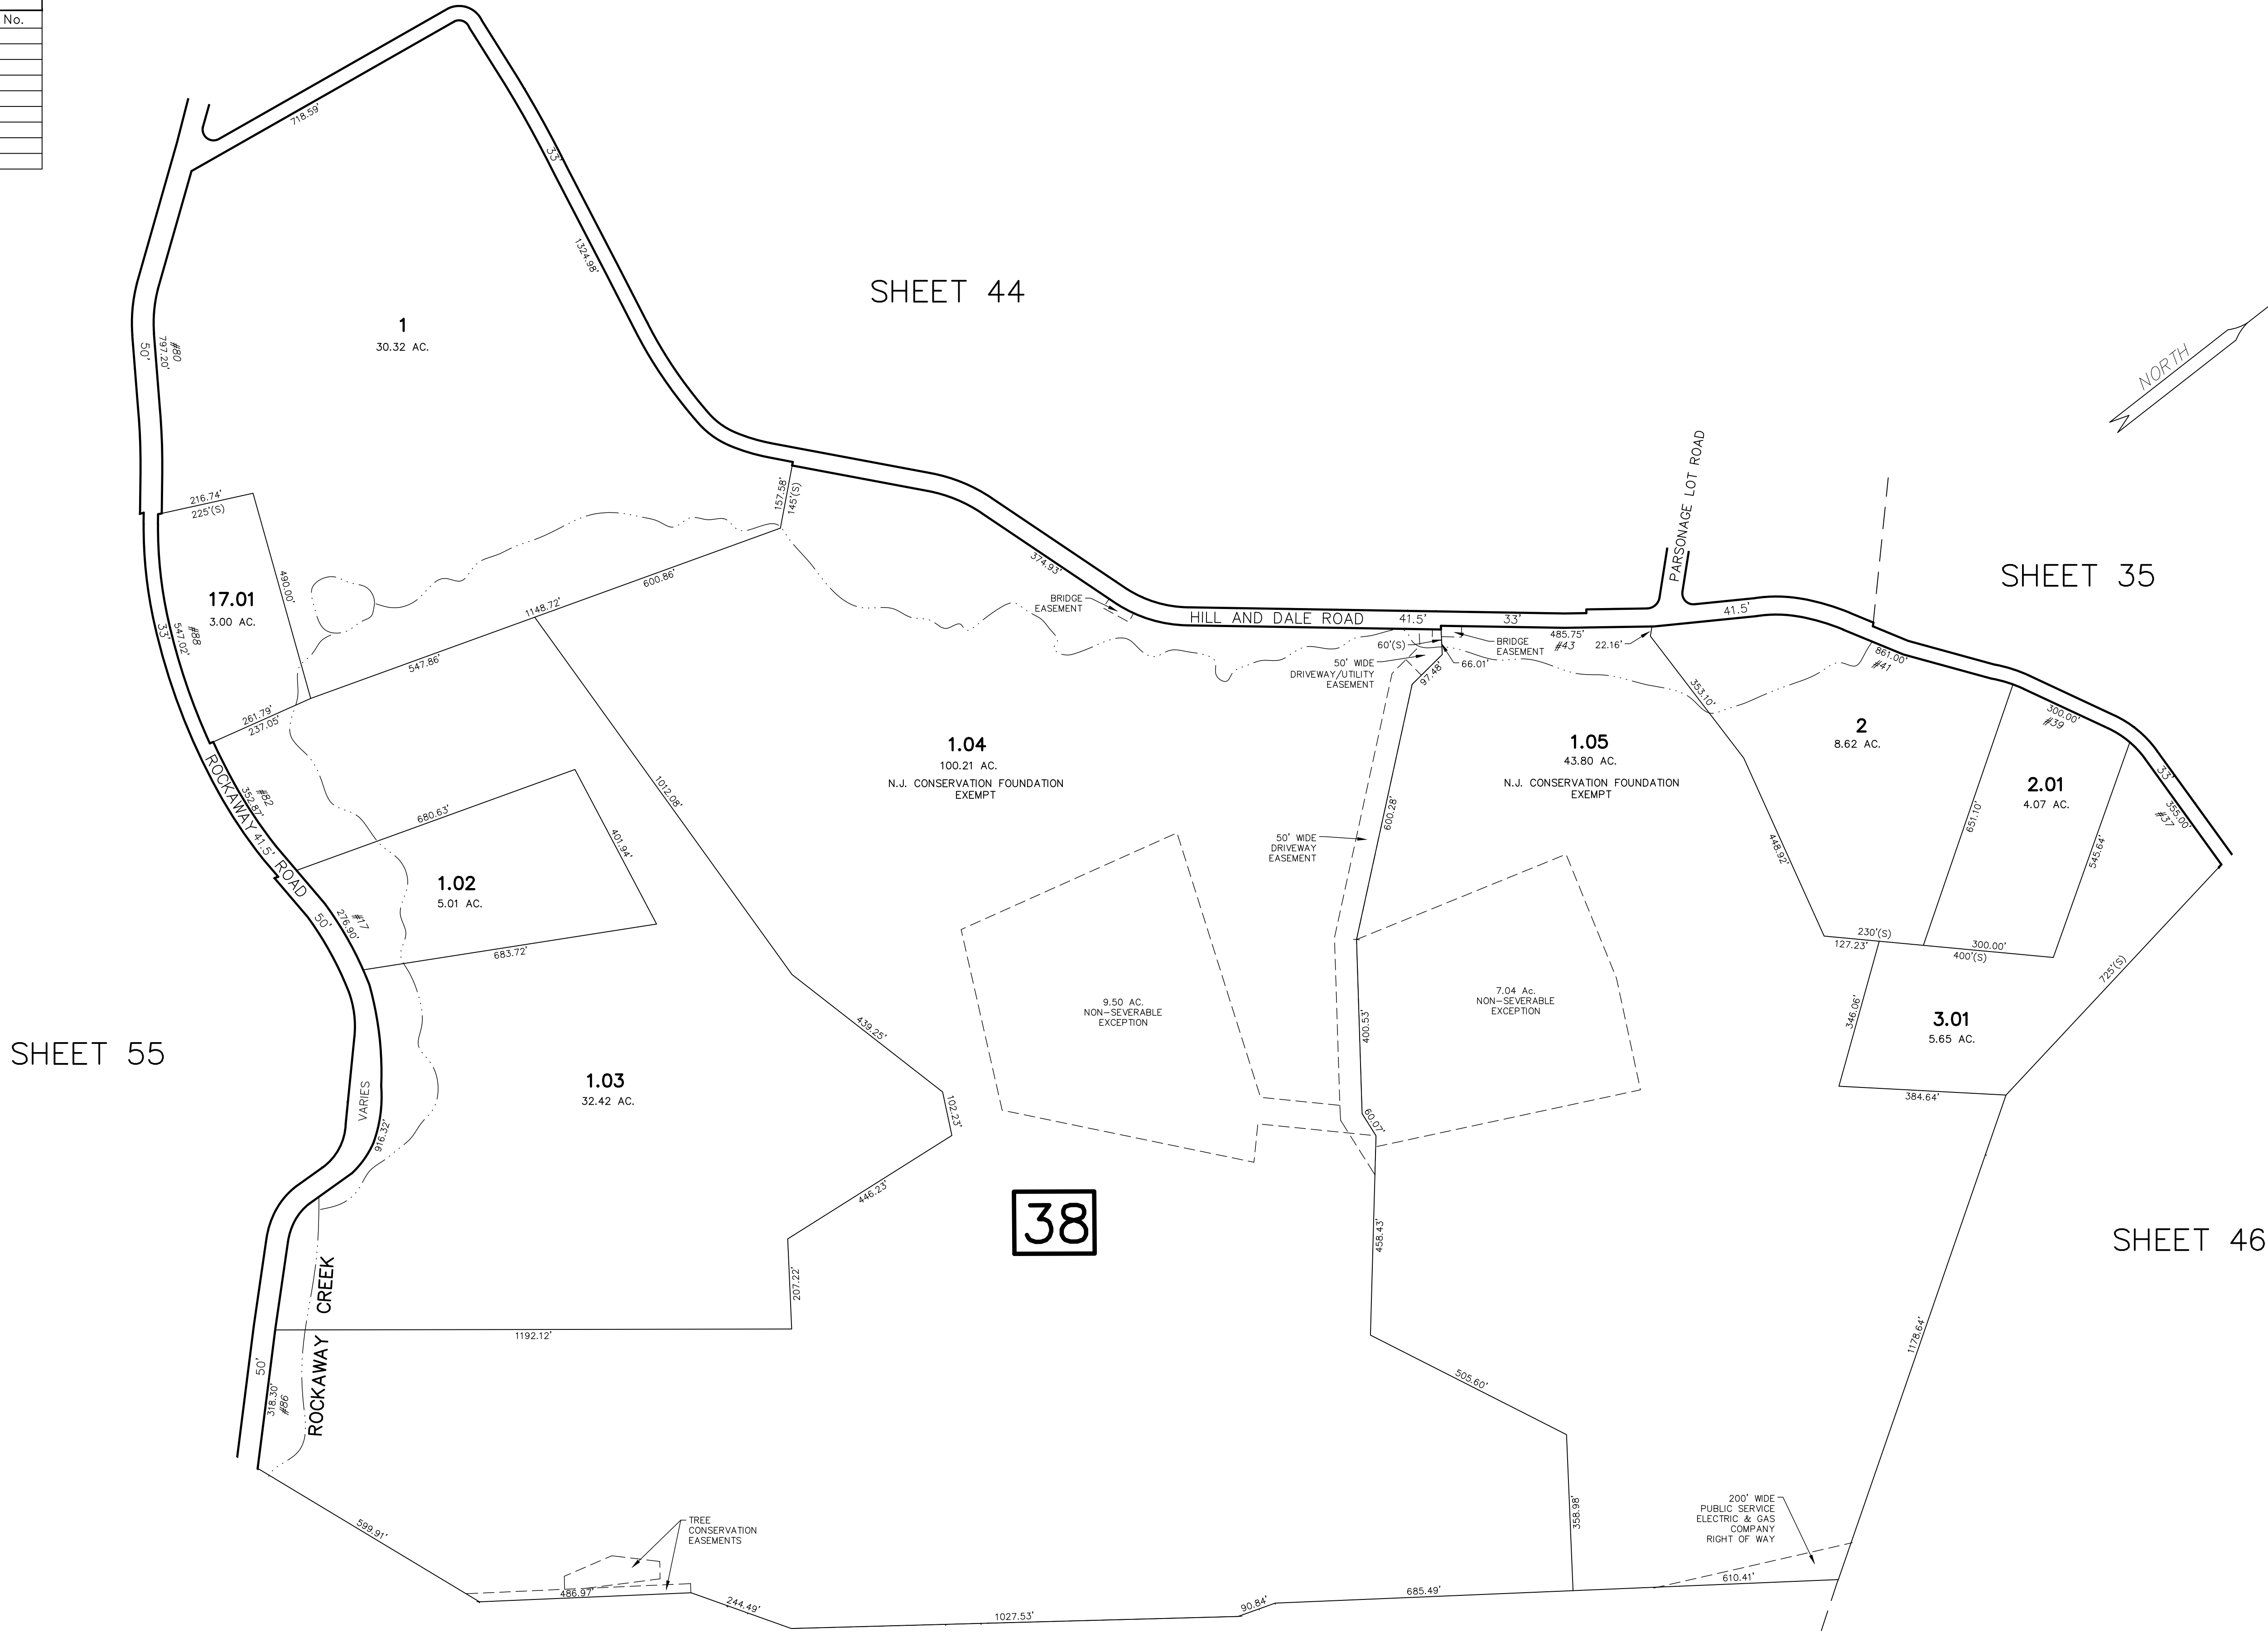 No.
718.59'
33'
1324.98'
SHEET 44
1
30.32 AC.
50'
797.20'
#80
NORTH
PARSONAGE LOT ROAD
157.58'
145'(S)
216.74'
225'(S)
490.00'
17.01
3.00 AC.
33'
547.02'
#88
600.86'
1148.72'
547.86'
261.79'
237.05'
374.93'
BRIDGE
EASEMENT
HILL AND DALE ROAD
41.5'
33'
485.75'
#43
22.16'
41.5'
SHEET 35
60'(S)
BRIDGE
EASEMENT
66.01'
50' WIDE
DRIVEWAY/UTILITY
EASEMENT
97.48'
861.00'
#41
353.10'
300.00'
#39
33'
355.00'
#37
1.04
100.21 AC.
N.J. CONSERVATION FOUNDATION
EXEMPT
1.05
43.80 AC.
N.J. CONSERVATION FOUNDATION
EXEMPT
2
8.62 AC.
2.01
4.07 AC.
651.10'
545.64'
448.92'
ROCKAWAY
41.5'
ROAD
352.87'
#82
680.63'
401.94'
1012.08'
600.28'
50' WIDE
DRIVEWAY
EASEMENT
1.02
5.01 AC.
50'
276.90'
#17
683.72'
230'(S)
127.23'
300.00'
400'(S)
725'(S)
9.50 AC.
NON-SEVERABLE
EXCEPTION
7.04 Ac.
NON-SEVERABLE
EXCEPTION
400.53'
439.25'
346.06'
3.01
5.65 AC.
384.64'
SHEET 55
1.03
32.42 AC.
VARIES
916.32'
102.23'
60.07'
446.23'
38
458.43'
SHEET 46
207.22'
1192.12'
ROCKAWAY CREEK
50'
318.30'
#86
505.60'
1178.64'
358.98'
200' WIDE
PUBLIC SERVICE
ELECTRIC & GAS
COMPANY
RIGHT OF WAY
599.91'
TREE
CONSERVATION
EASEMENTS
486.97'
244.49'
1027.53'
90.84'
685.49'
610.41'